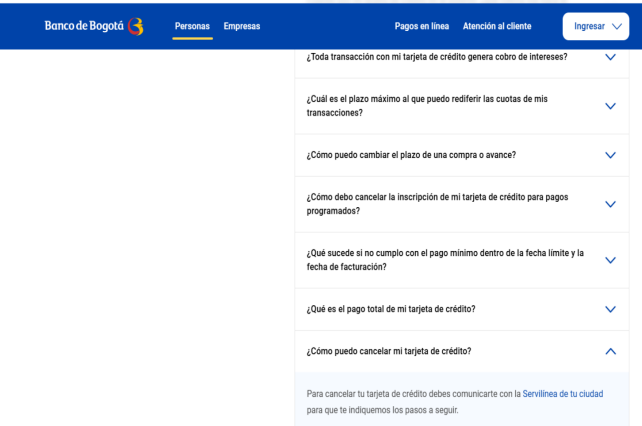 Banco de Bogotá Personas Empresas Pagos en línea Atención al cliente Ingresar
¿Toda transacción con mi tarjeta de crédito genera cobro de intereses?
¿Cuál es el plazo máximo al que puedo rediferir las cuotas de mis
transacciones?
¿Cómo puedo cambiar el plazo de una compra o avance?
¿Cómo debo cancelar la inscripción de mi tarjeta de crédito para pagos
programados?
¿Qué sucede si no cumplo con el pago mínimo dentro de la fecha límite y la
fecha de facturación?
¿Qué es el pago total de mi tarjeta de crédito?
¿Cómo puedo cancelar mi tarjeta de crédito?
Para cancelar tu tarjeta de crédito debes comunicarte con la Servilínea de tu ciudad
para que te indiquemos los pasos a seguir.